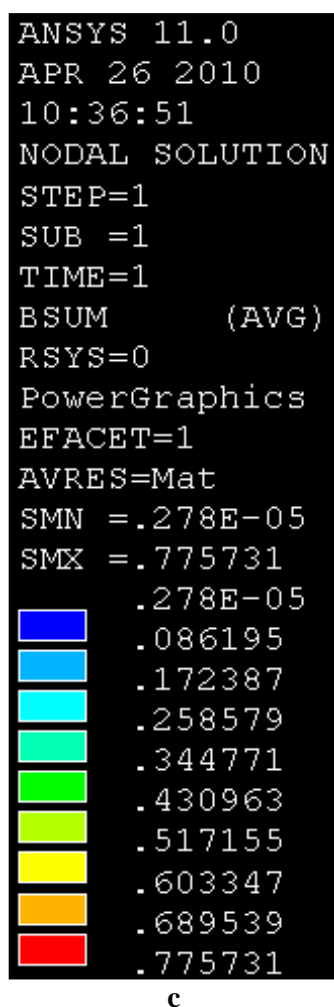 ANSYS 11.0
APR 26 2010
10:36:51
NODAL SOLUTION
STEP=1
SUB =1
TIME=1
BSUM (AVG)
RSYS=0
PowerGraphics
EFACET=1
AVRES=Mat
SMN =.278E-05
SMX =.775731
.278E-05
.086195
.172387
.258579
.344771
.430963
.517155
.603347
.689539
.775731
c